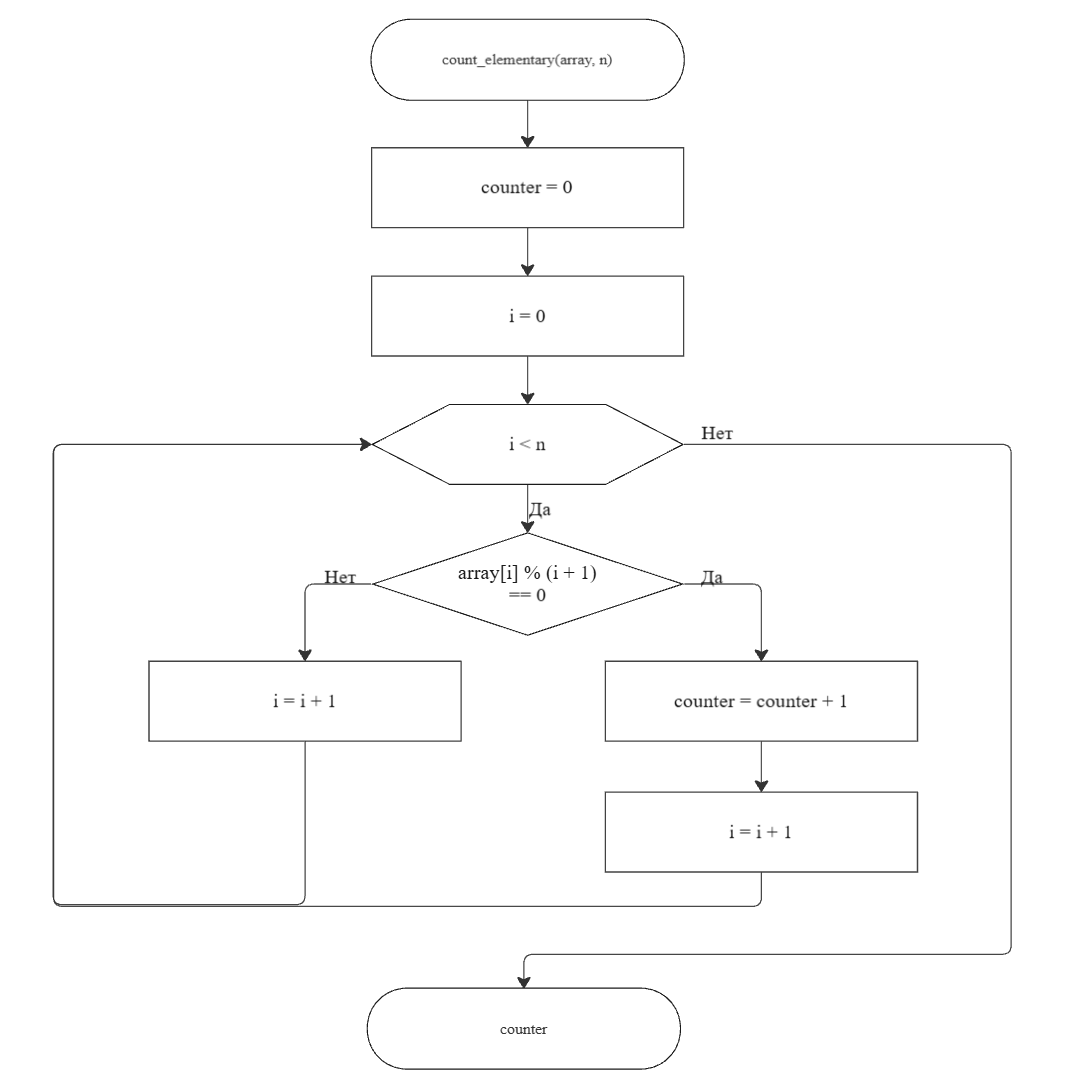 count_elementary(array, n)
counter = 0
i = 0
i < n
Нет
Да
array[i] % (i + 1)
== 0
Нет
Да
i = i + 1
counter = counter + 1
i = i + 1
counter